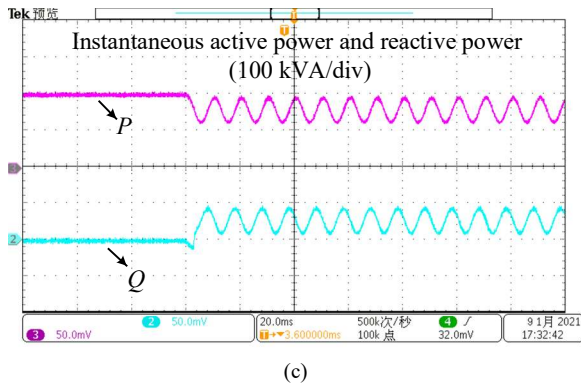 Tek 预览
T
T
Instantaneous active power and reactive power
(100 kVA/div)
P
3
2
Q
2 50.0mV
3 50.0mV
20.0ms
T→▼3.600000ms
500k次/秒
100k 点
4 ∫
32.0mV
9 1月 2021
17:32:42
(c)